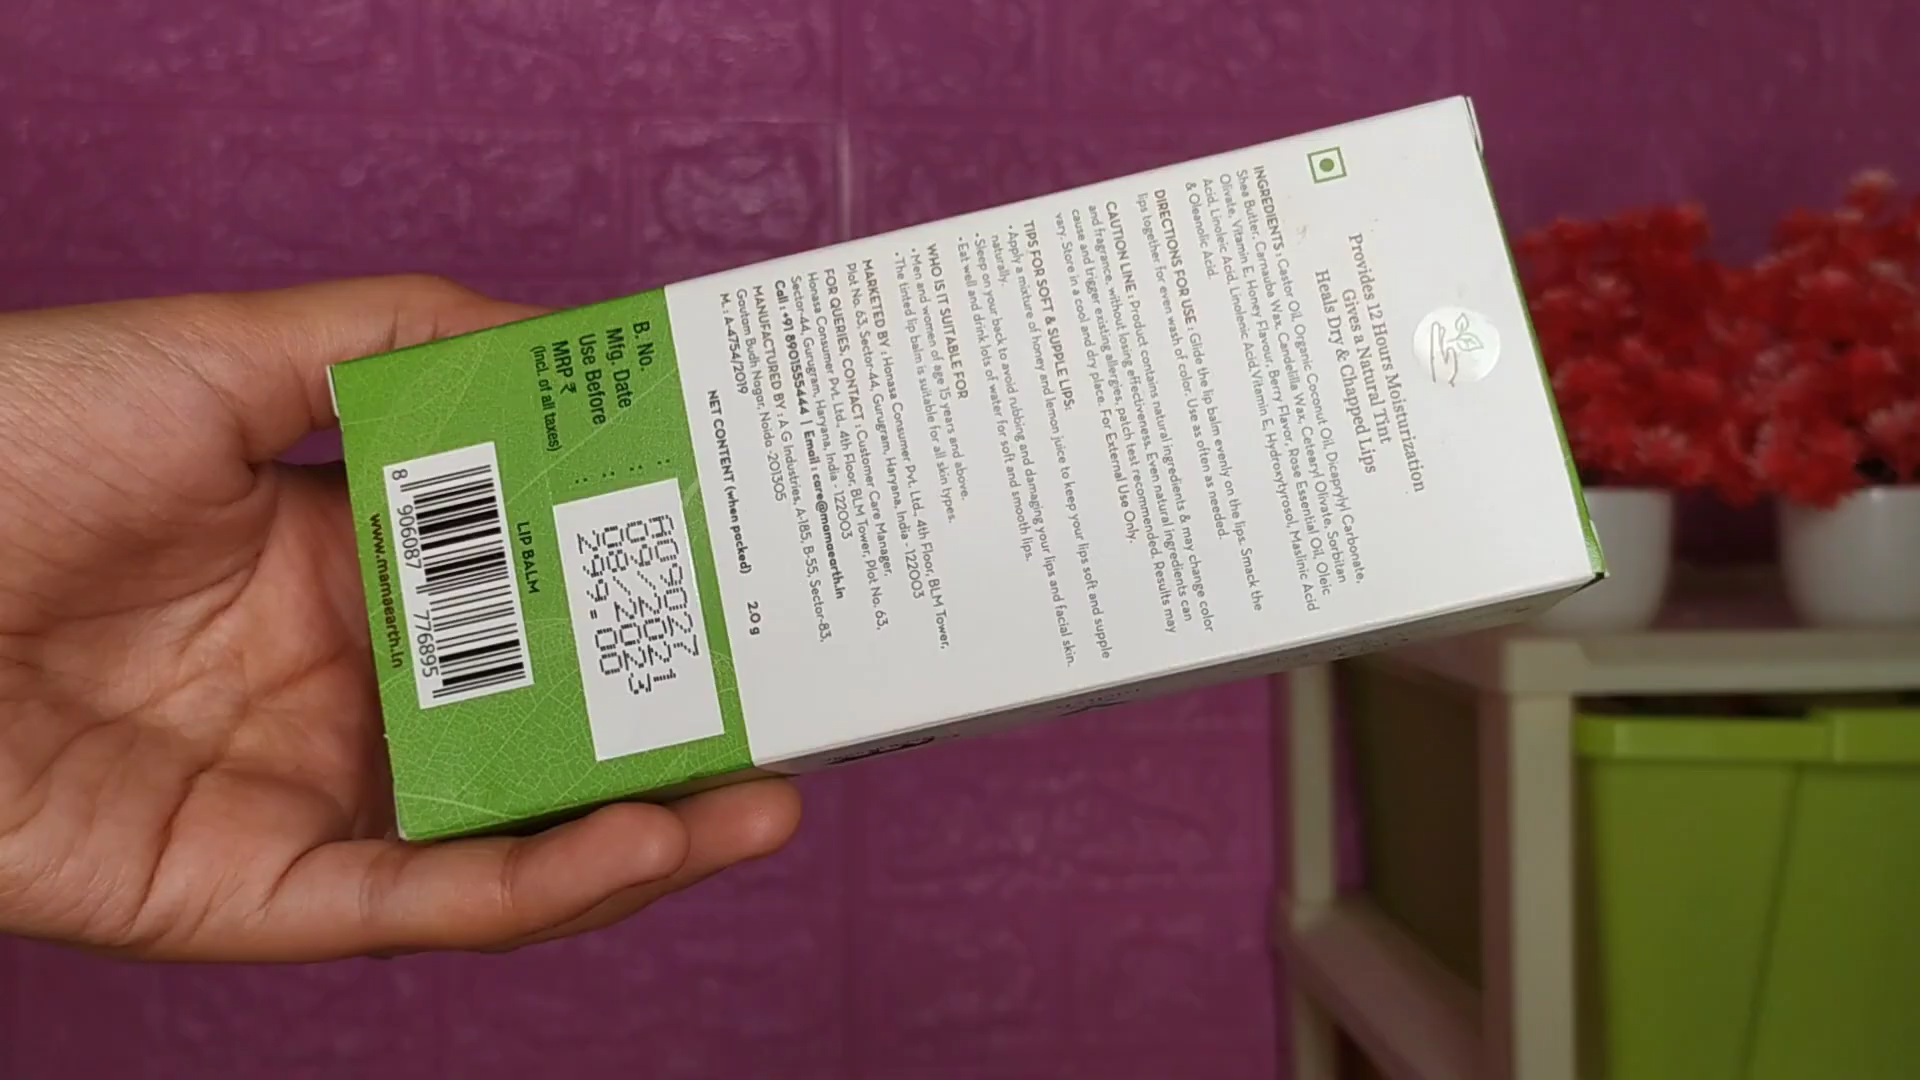 Provides 12 Hours Moisturization
Gives a Natural Tint
Heals Dry & Chapped Lips
INGREDIENTS : Castor Oil, Organic Coconut Oil, Dicaprylyl Carbonate,
Shea Butter, Carnauba Wax, Candelilla Wax, Cetearyl Olivate, Sorbitan
Olivate, Vitamin E, Honey Flavour, Berry Flavor, Rose Essential Oil, Oleic
Acid, Linoleic Acid, Linolenic Acid,Vitamin E, Hydroxytyrosol, Maslinic Acid
& Oleanolic Acid.
DIRECTIONS FOR USE : Glide the lip balm evenly on the lips. Smack the
lips together for even wash of color. Use as often as needed.
CAUTION LINE : Product contains natural ingredients & may change color
and fragrance, without losing effectiveness. Even natural ingredients can
cause and trigger existing allergies, patch test recommended. Results may
vary. Store in a cool and dry place. For External Use Only.
TIPS FOR SOFT & SUPPLE LIPS:
• Apply a mixture of honey and lemon juice to keep your lips soft and supple
naturally.
• Sleep on your back to avoid rubbing and damaging your lips and facial skin.
• Eat well and drink lots of water for soft and smooth lips.
WHO IS IT SUITABLE FOR
• Men and women of age 15 years and above.
• The tinted lip balm is suitable for all skin types.
MARKETED BY : Honasa Consumer Pvt. Ltd., 4th Floor, BLM Tower,
Plot No. 63, Sector-44, Gurugram, Haryana, India - 122003
FOR QUERIES, CONTACT : Customer Care Manager,
Honasa Consumer Pvt. Ltd., 4th Floor, BLM Tower, Plot No. 63,
Sector-44, Gurugram, Haryana, India - 122003
Call : +91 8901555444 | Email : care@mamaearth.in
MANUFACTURED BY : A G Industries, A-185, B-55, Sector-83,
Gautam Budh Nagar, Noida -201305
M. : A-4754/2019
NET CONTENT (when packed) 2.0 g
B. No. : A09027
Mfg. Date : 09/2021
Use Before : 08/2023
MRP ₹ 299.00
(Incl. of all taxes)
LIP BALM
8 906087 776895
www.mamaearth.in